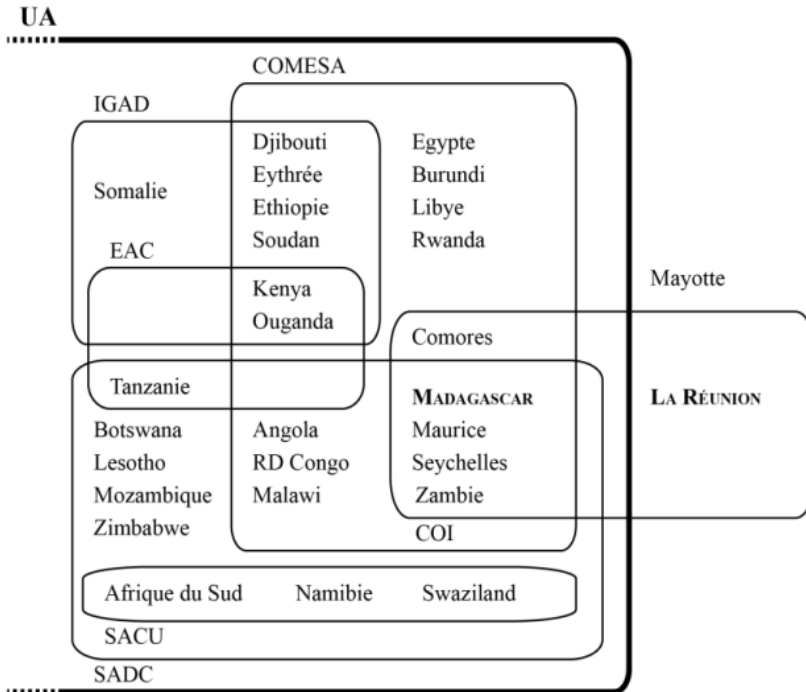 UA
COMESA
IGAD
Djibouti Egypte
Eythrée Burundi
Somalie
Ethiopie Libye
Soudan Rwanda
EAC
Mayotte
Kenya
Ouganda
Comores
Tanzanie
MADAGASCAR LA RÉUNION
Botswana Angola Maurice
Lesotho RD Congo Seychelles
Mozambique Malawi Zambie
Zimbabwe COI
Afrique du Sud Namibie Swaziland
SACU
SADC